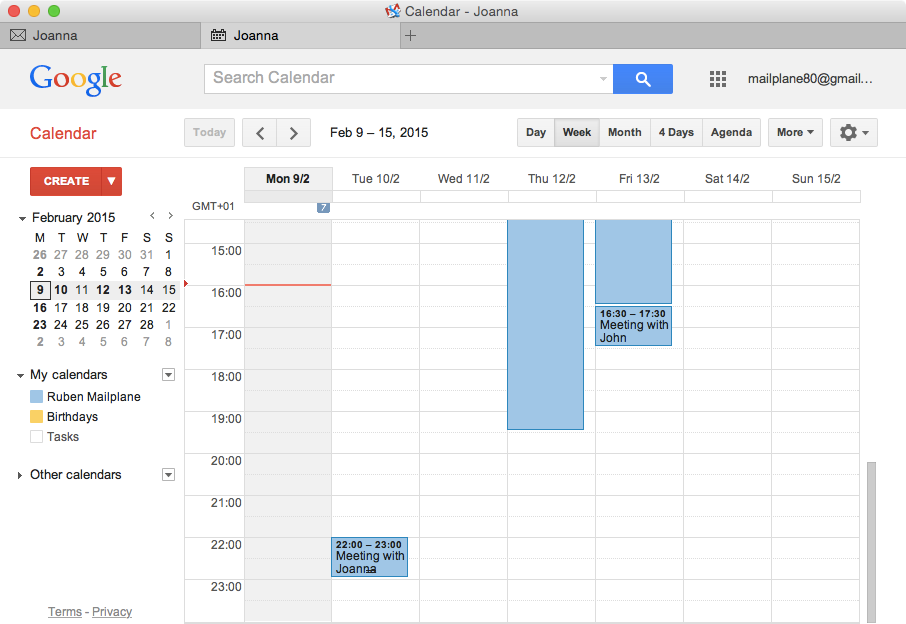 Calendar - Joanna
Joanna
Joanna
Google
Search Calendar
mailplane80@gmail...
Calendar
Today
Feb 9 – 15, 2015
Day
Week
Month
4 Days
Agenda
More
CREATE
Mon 9/2
Tue 10/2
Wed 11/2
Thu 12/2
Fri 13/2
Sat 14/2
Sun 15/2
GMT+01
7
February 2015
M T W T F S S
26 27 28 29 30 31 1
2 3 4 5 6 7 8
9 10 11 12 13 14 15
16 17 18 19 20 21 22
23 24 25 26 27 28 1
2 3 4 5 6 7 8
My calendars
Ruben Mailplane
Birthdays
Tasks
Other calendars
Terms - Privacy
15:00
16:00
17:00
18:00
19:00
20:00
21:00
22:00
23:00
16:30 – 17:30
Meeting with
John
22:00 – 23:00
Meeting with
Joanna